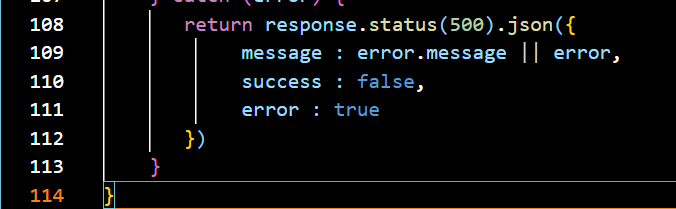 107 } catch (error) {
108 return response.status(500).json({
109 message : error.message || error,
110 success : false,
111 error : true
112 })
113 }
114 }